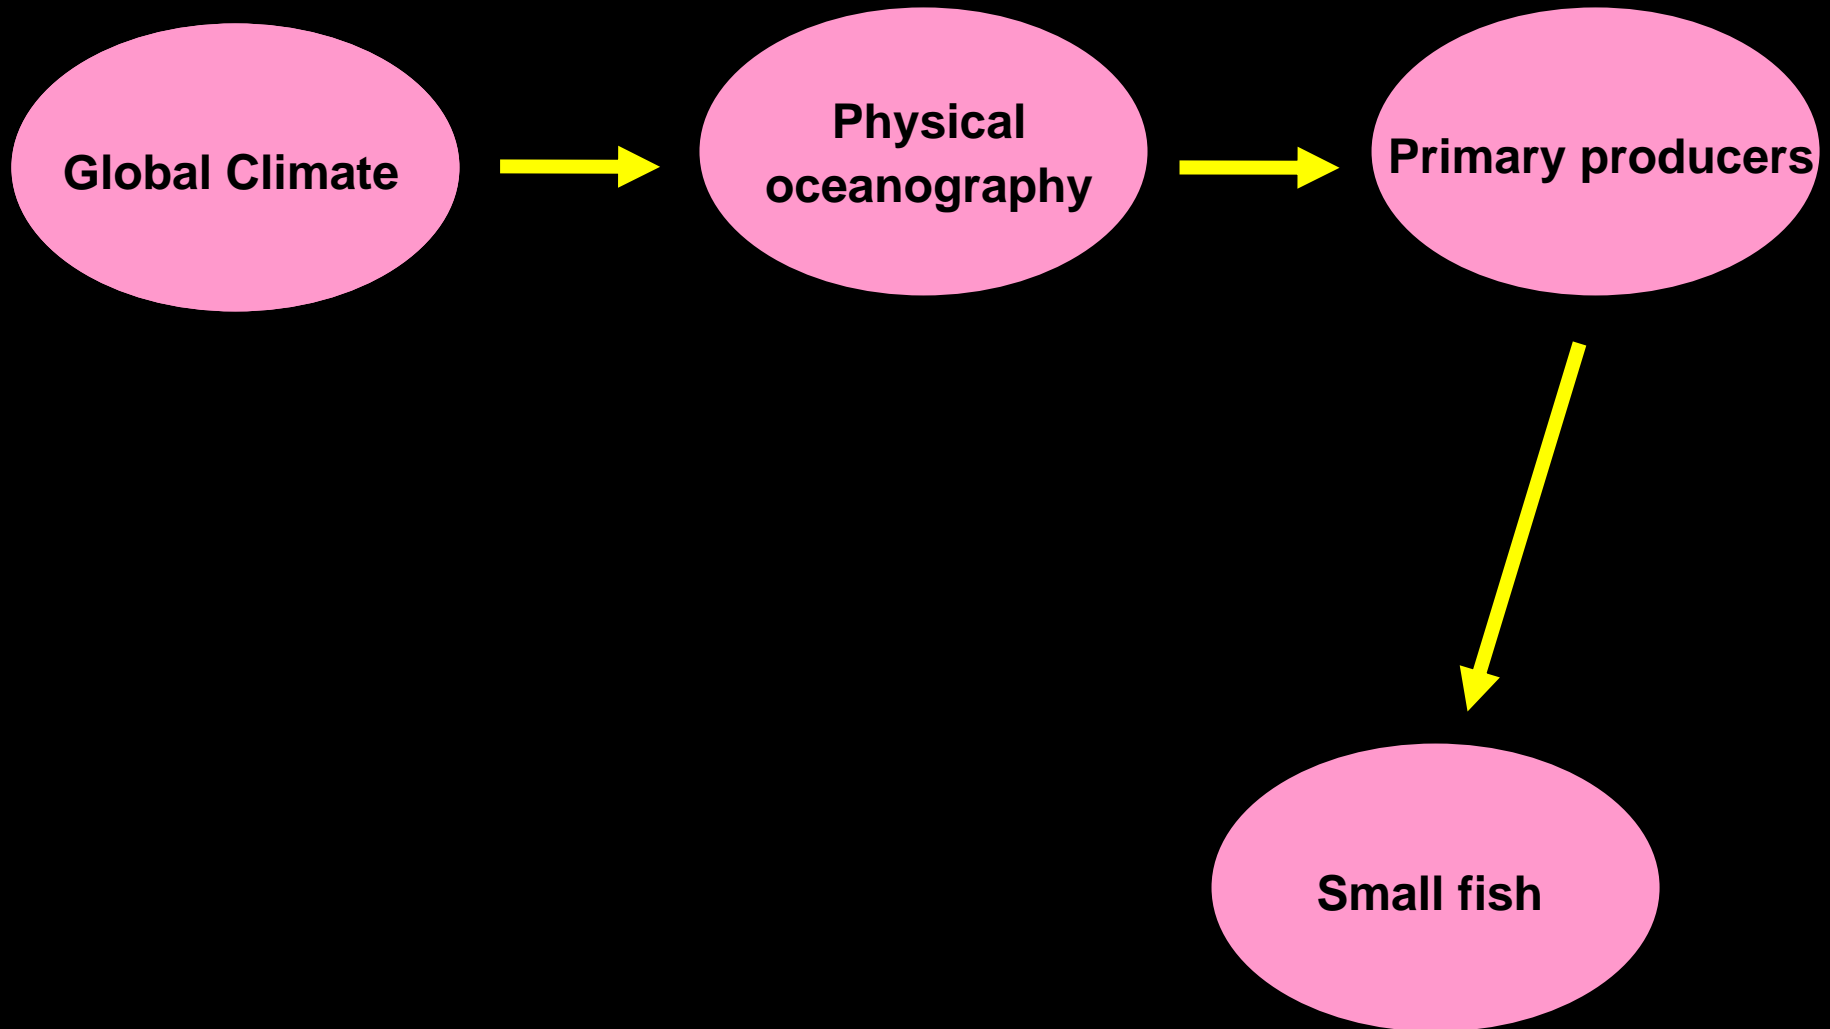 Global Climate
Physical
oceanography
Primary producers
Small fish